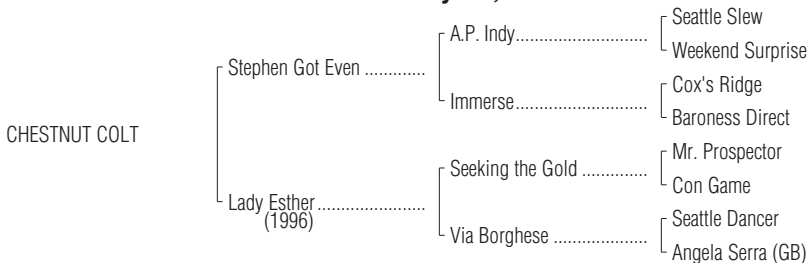 Seattle Slew
A.P. Indy
Weekend Surprise
Stephen Got Even
Cox's Ridge
Immerse
Baroness Direct
CHESTNUT COLT
Mr. Prospector
Seeking the Gold
Con Game
Lady Esther
(1996)
Seattle Dancer
Via Borghese
Angela Serra (GB)